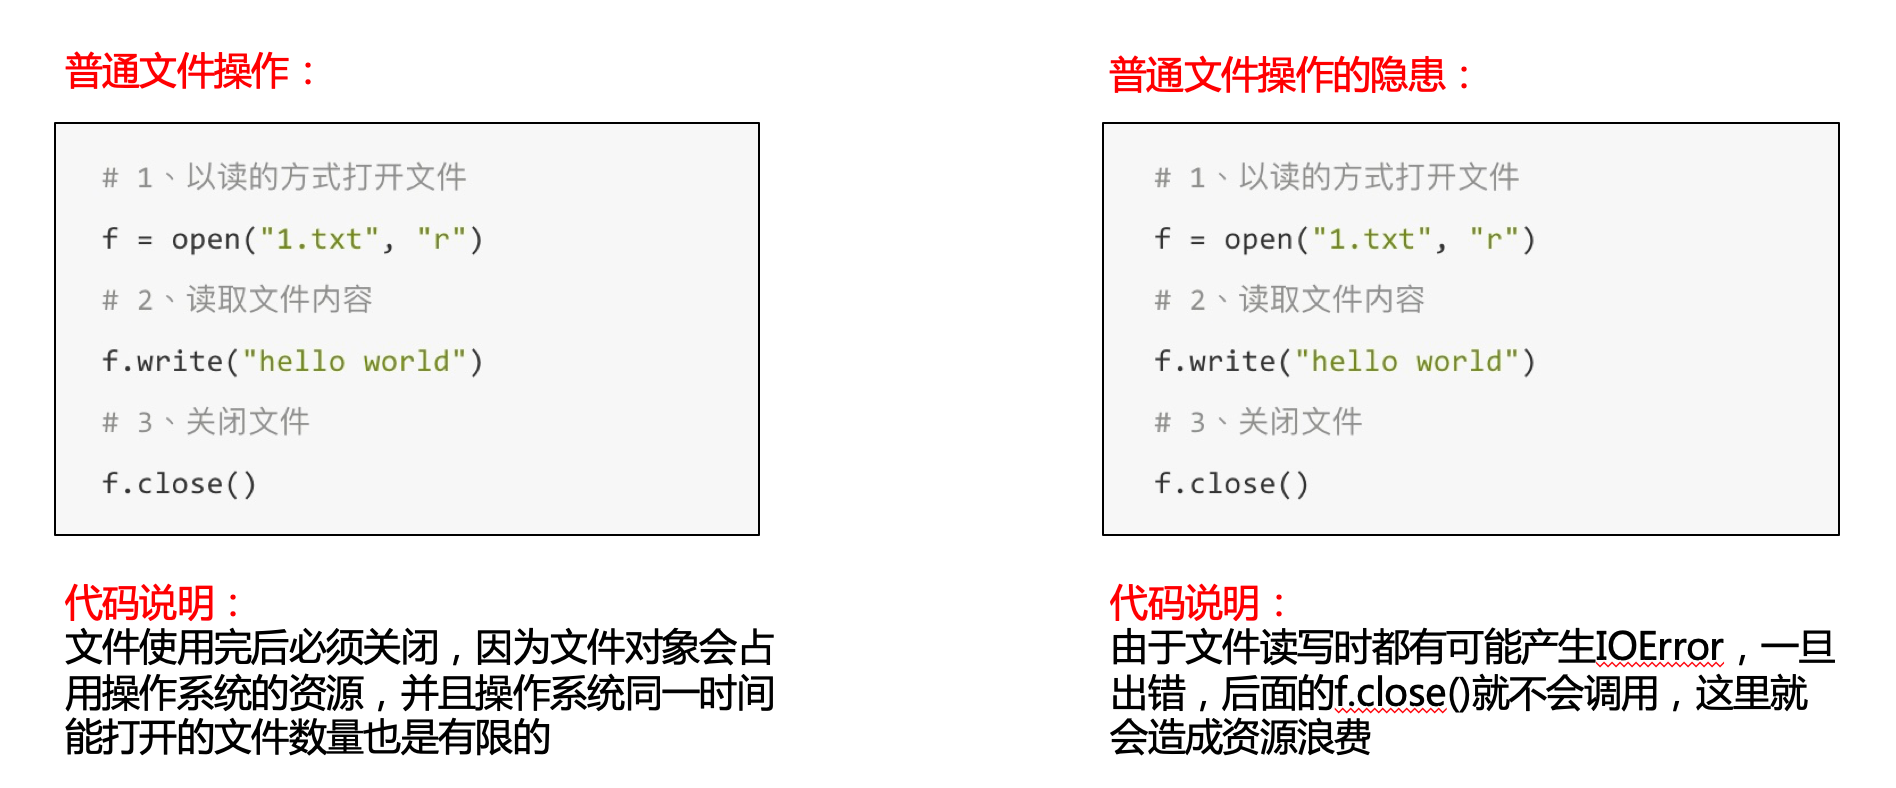 普通文件操作：
# 1、以读的方式打开文件
f = open("1.txt", "r")
# 2、读取文件内容
f.write("hello world")
# 3、关闭文件
f.close()
代码说明：
文件使用完后必须关闭，因为文件对象会占
用操作系统的资源，并且操作系统同一时间
能打开的文件数量也是有限的
普通文件操作的隐患：
# 1、以读的方式打开文件
f = open("1.txt", "r")
# 2、读取文件内容
f.write("hello world")
# 3、关闭文件
f.close()
代码说明：
由于文件读写时都有可能产生IOError，一旦
出错，后面的f.close()就不会调用，这里就
会造成资源浪费